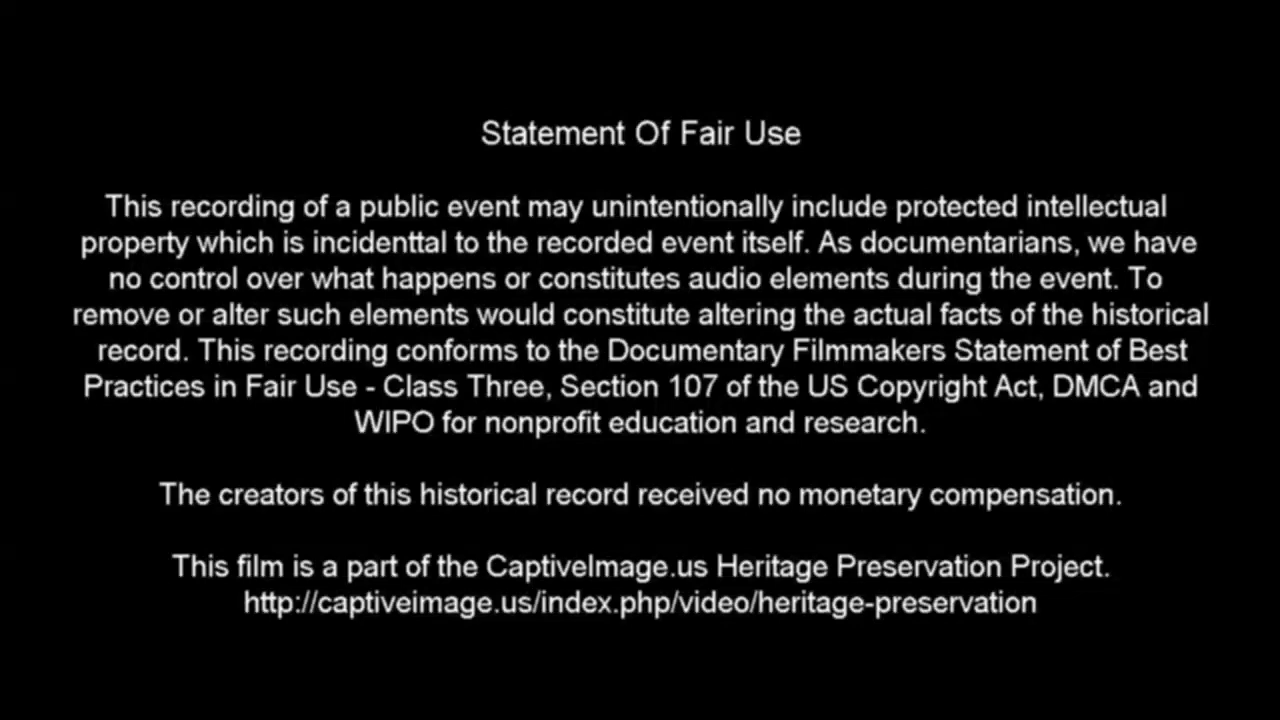 Statement Of Fair Use
This recording of a public event may unintentionally include protected intellectual
property which is incidenttal to the recorded event itself. As documentarians, we have
no control over what happens or constitutes audio elements during the event. To
remove or alter such elements would constitute altering the actual facts of the historical
record. This recording conforms to the Documentary Filmmakers Statement of Best
Practices in Fair Use - Class Three, Section 107 of the US Copyright Act, DMCA and
WIPO for nonprofit education and research.
The creators of this historical record received no monetary compensation.
This film is a part of the CaptiveImage.us Heritage Preservation Project.
http://captiveimage.us/index.php/video/heritage-preservation